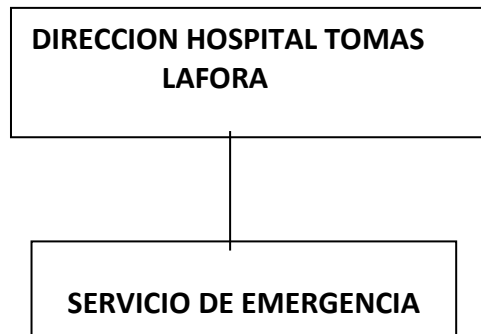 DIRECCION HOSPITAL TOMAS
LAFORA
SERVICIO DE EMERGENCIA